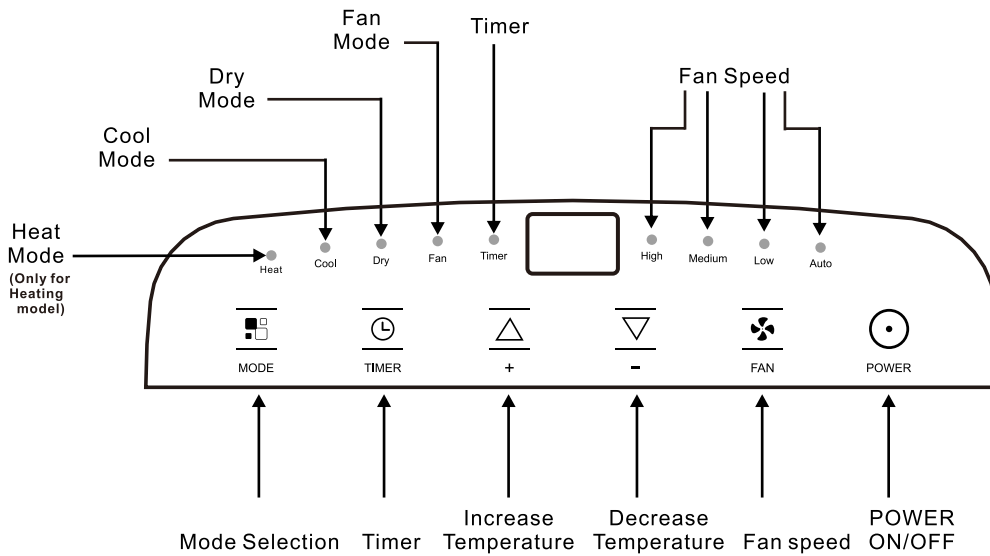 Fan
Mode
Timer
Dry
Mode
Fan Speed
Cool
Mode
Heat
Mode
(Only for
Heating
model)
Heat
Cool
Dry
Fan
Timer
High
Medium
Low
Auto
MODE
TIMER
+
-
FAN
POWER
Mode Selection
Timer
Increase
Temperature
Decrease
Temperature
Fan speed
POWER
ON/OFF